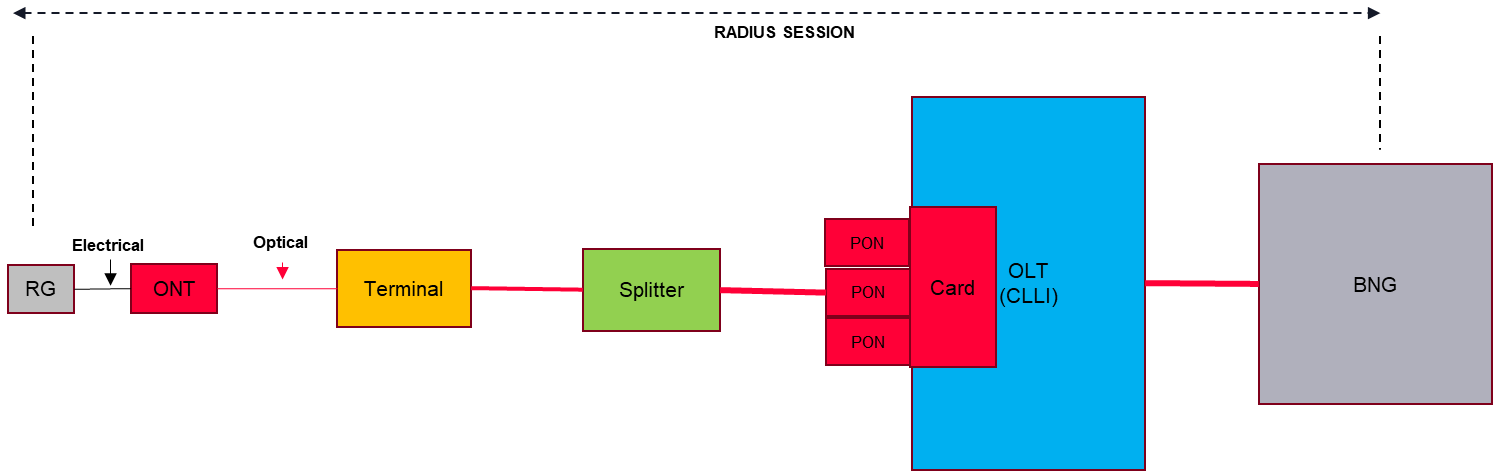 RADIUS SESSION
Electrical
Optical
RG
ONT
Terminal
Splitter
PON
PON
PON
Card
OLT
(CLLI)
BNG